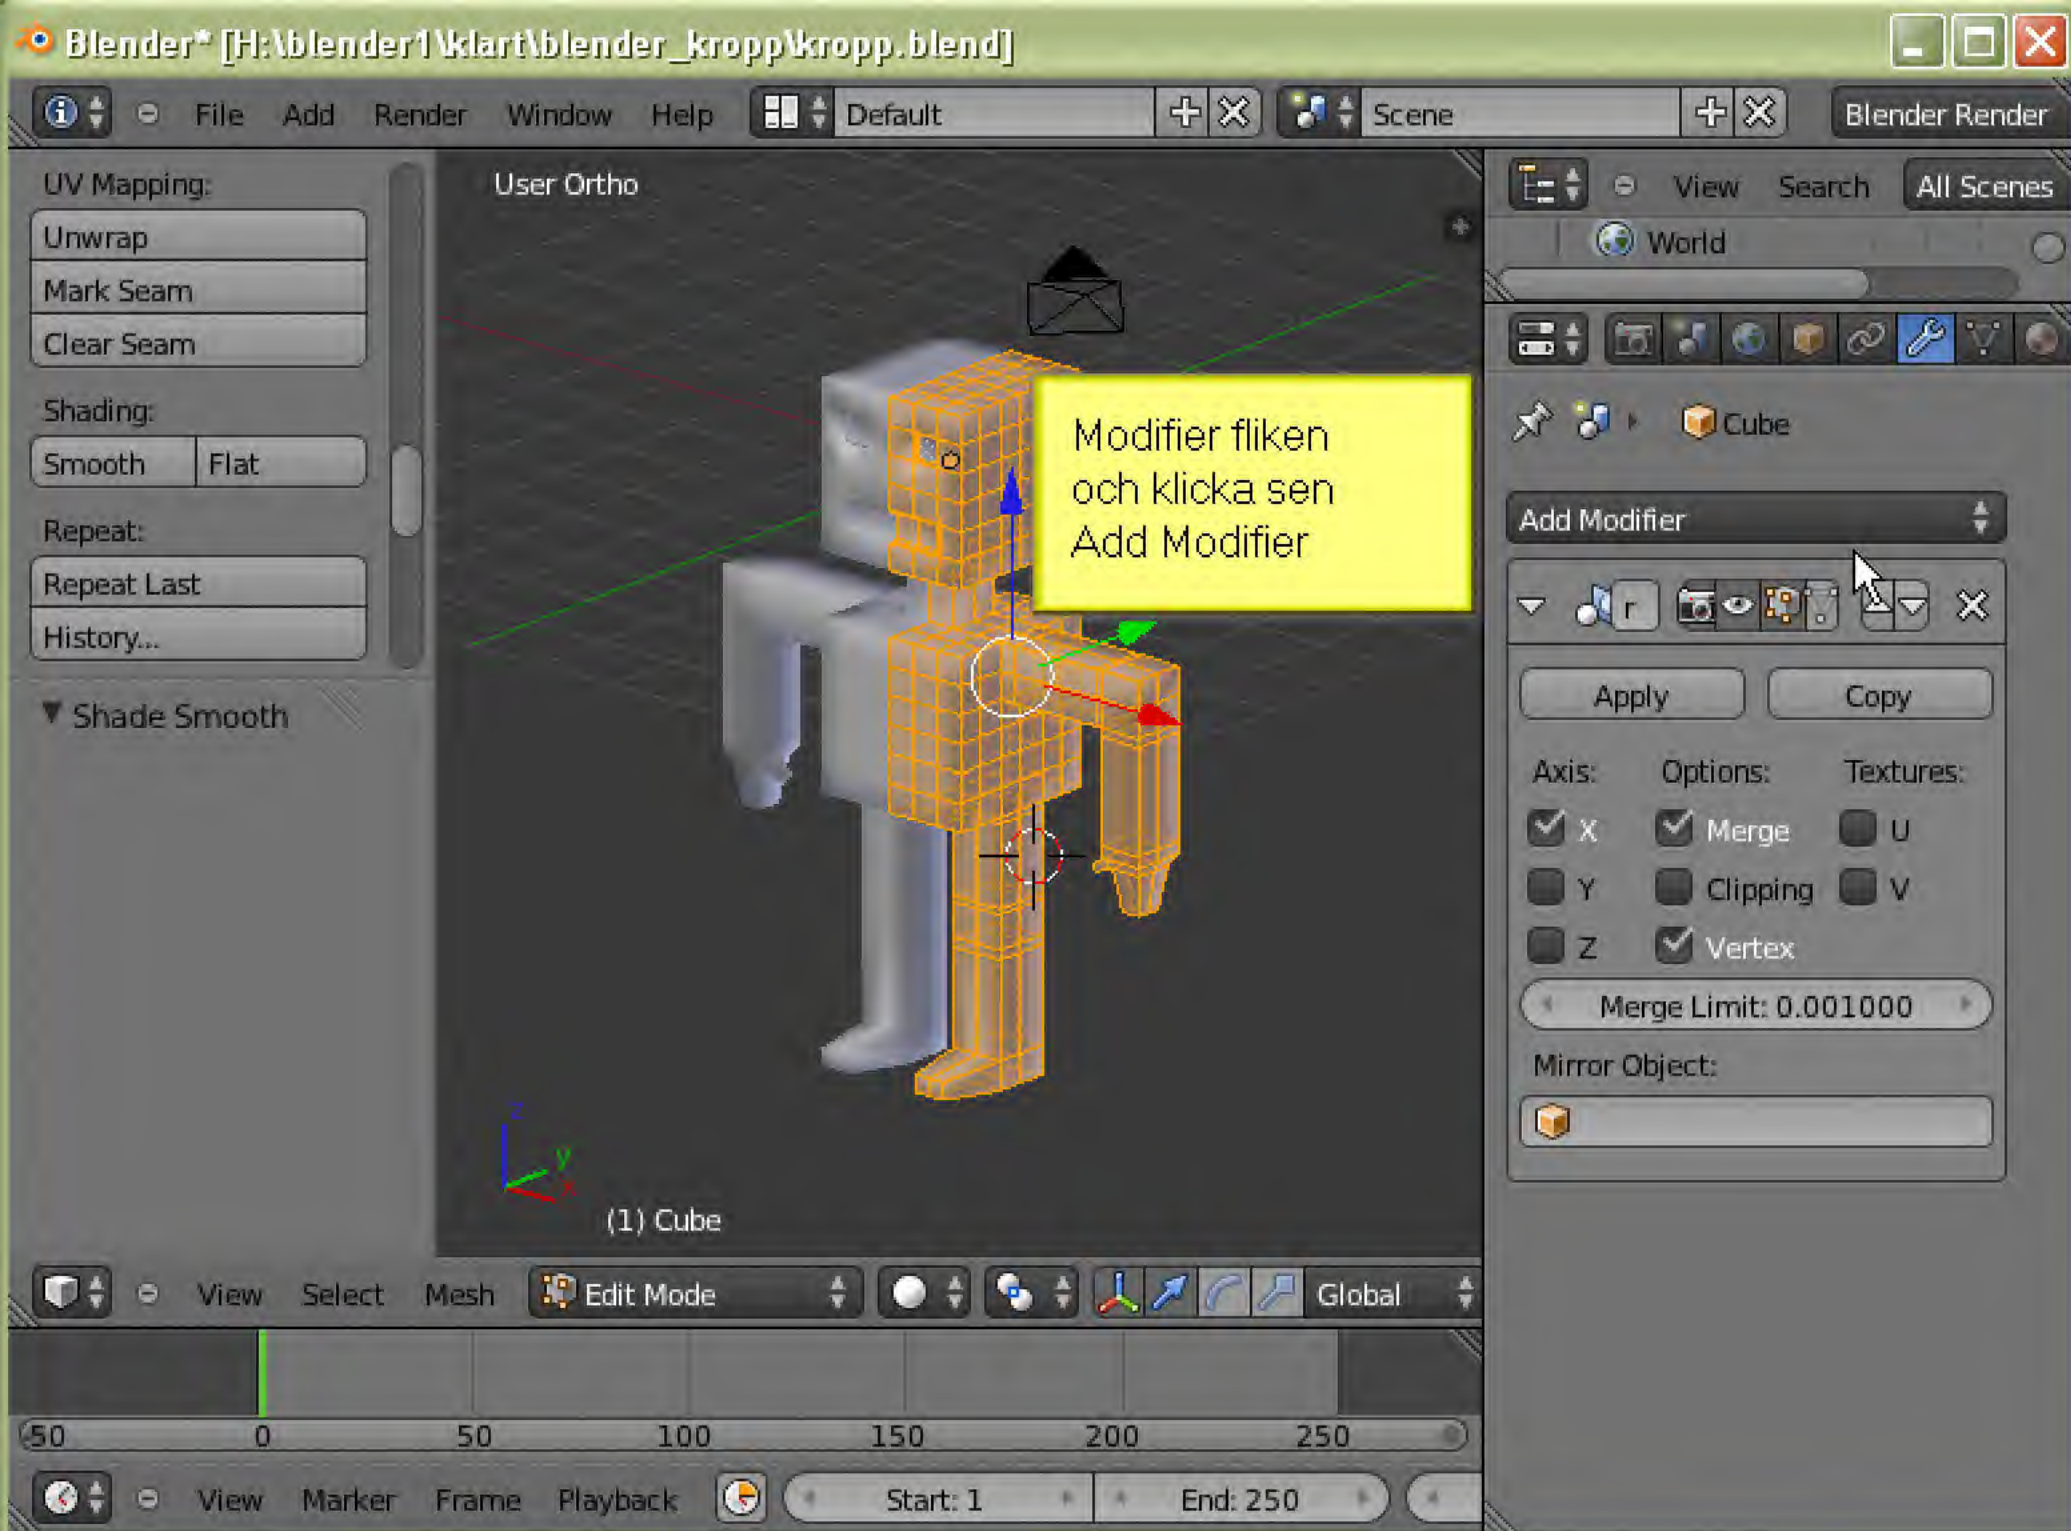 Blender* [H:\blender1\klart\blender_kropp\kropp.blend]
File Add Render Window Help Default Scene Blender Render
UV Mapping:
Unwrap
Mark Seam
Clear Seam
Shading:
Smooth Flat
Repeat:
Repeat Last
History...
Shade Smooth
User Ortho
Modifier fliken
och klicka sen
Add Modifier
z
y
x
(1) Cube
View Search All Scenes
World
Cube
Add Modifier
r
Apply Copy
Axis: Options: Textures:
X Merge U
Y Clipping V
Z Vertex
Merge Limit: 0.001000
Mirror Object:
View Select Mesh Edit Mode Global
-50 0 50 100 150 200 250
View Marker Frame Playback Start: 1 End: 250